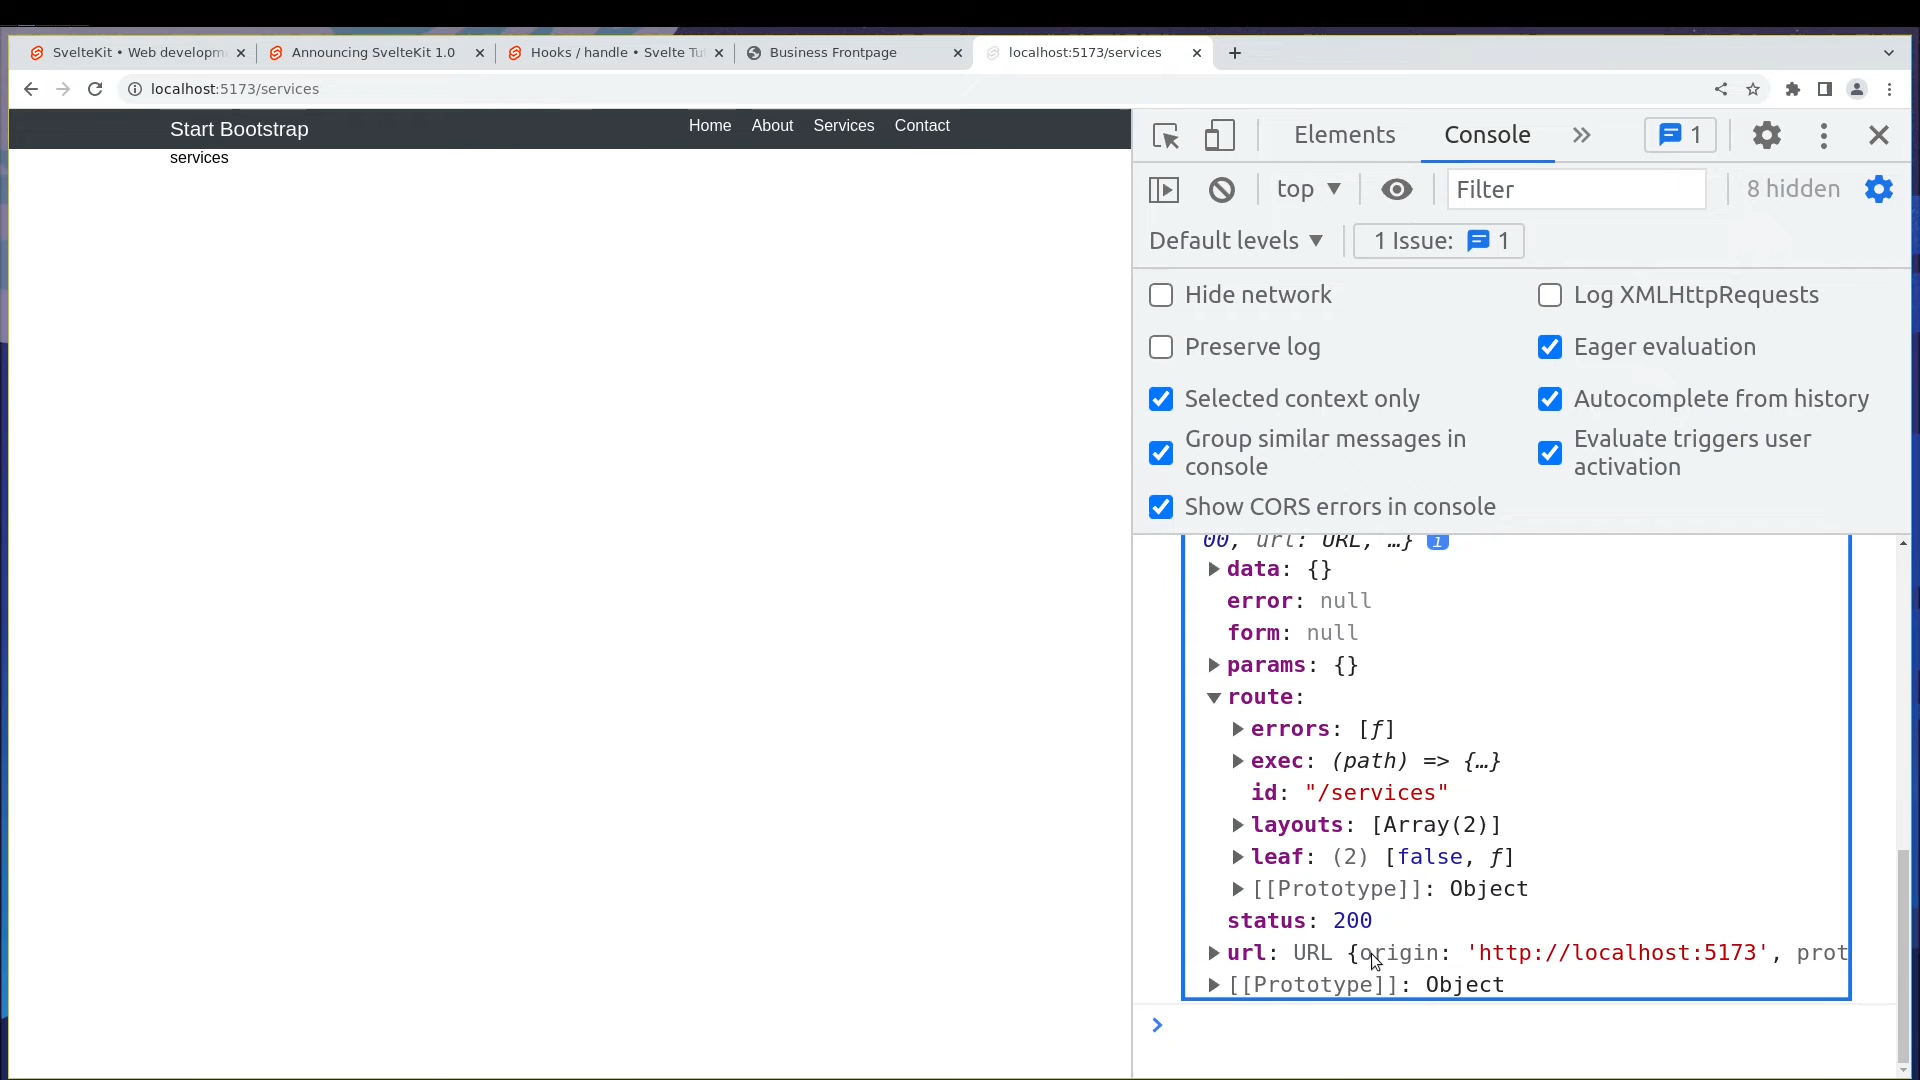 SvelteKit • Web developm
Announcing SvelteKit 1.0
Hooks / handle • Svelte Tu
Business Frontpage
localhost:5173/services
localhost:5173/services
Start Bootstrap
Home About Services Contact
services
Elements Console 1
top Filter 8 hidden
Default levels 1 Issue: 1
Hide network Log XMLHttpRequests
Preserve log Eager evaluation
Selected context only Autocomplete from history
Group similar messages in console
Evaluate triggers user activation
Show CORS errors in console
00, url: URL, …} i
data: {}
error: null
form: null
params: {}
route:
errors: [ƒ]
exec: (path) => {…}
id: "/services"
layouts: [Array(2)]
leaf: (2) [false, ƒ]
[[Prototype]]: Object
status: 200
url: URL {origin: 'http://localhost:5173', prot
[[Prototype]]: Object